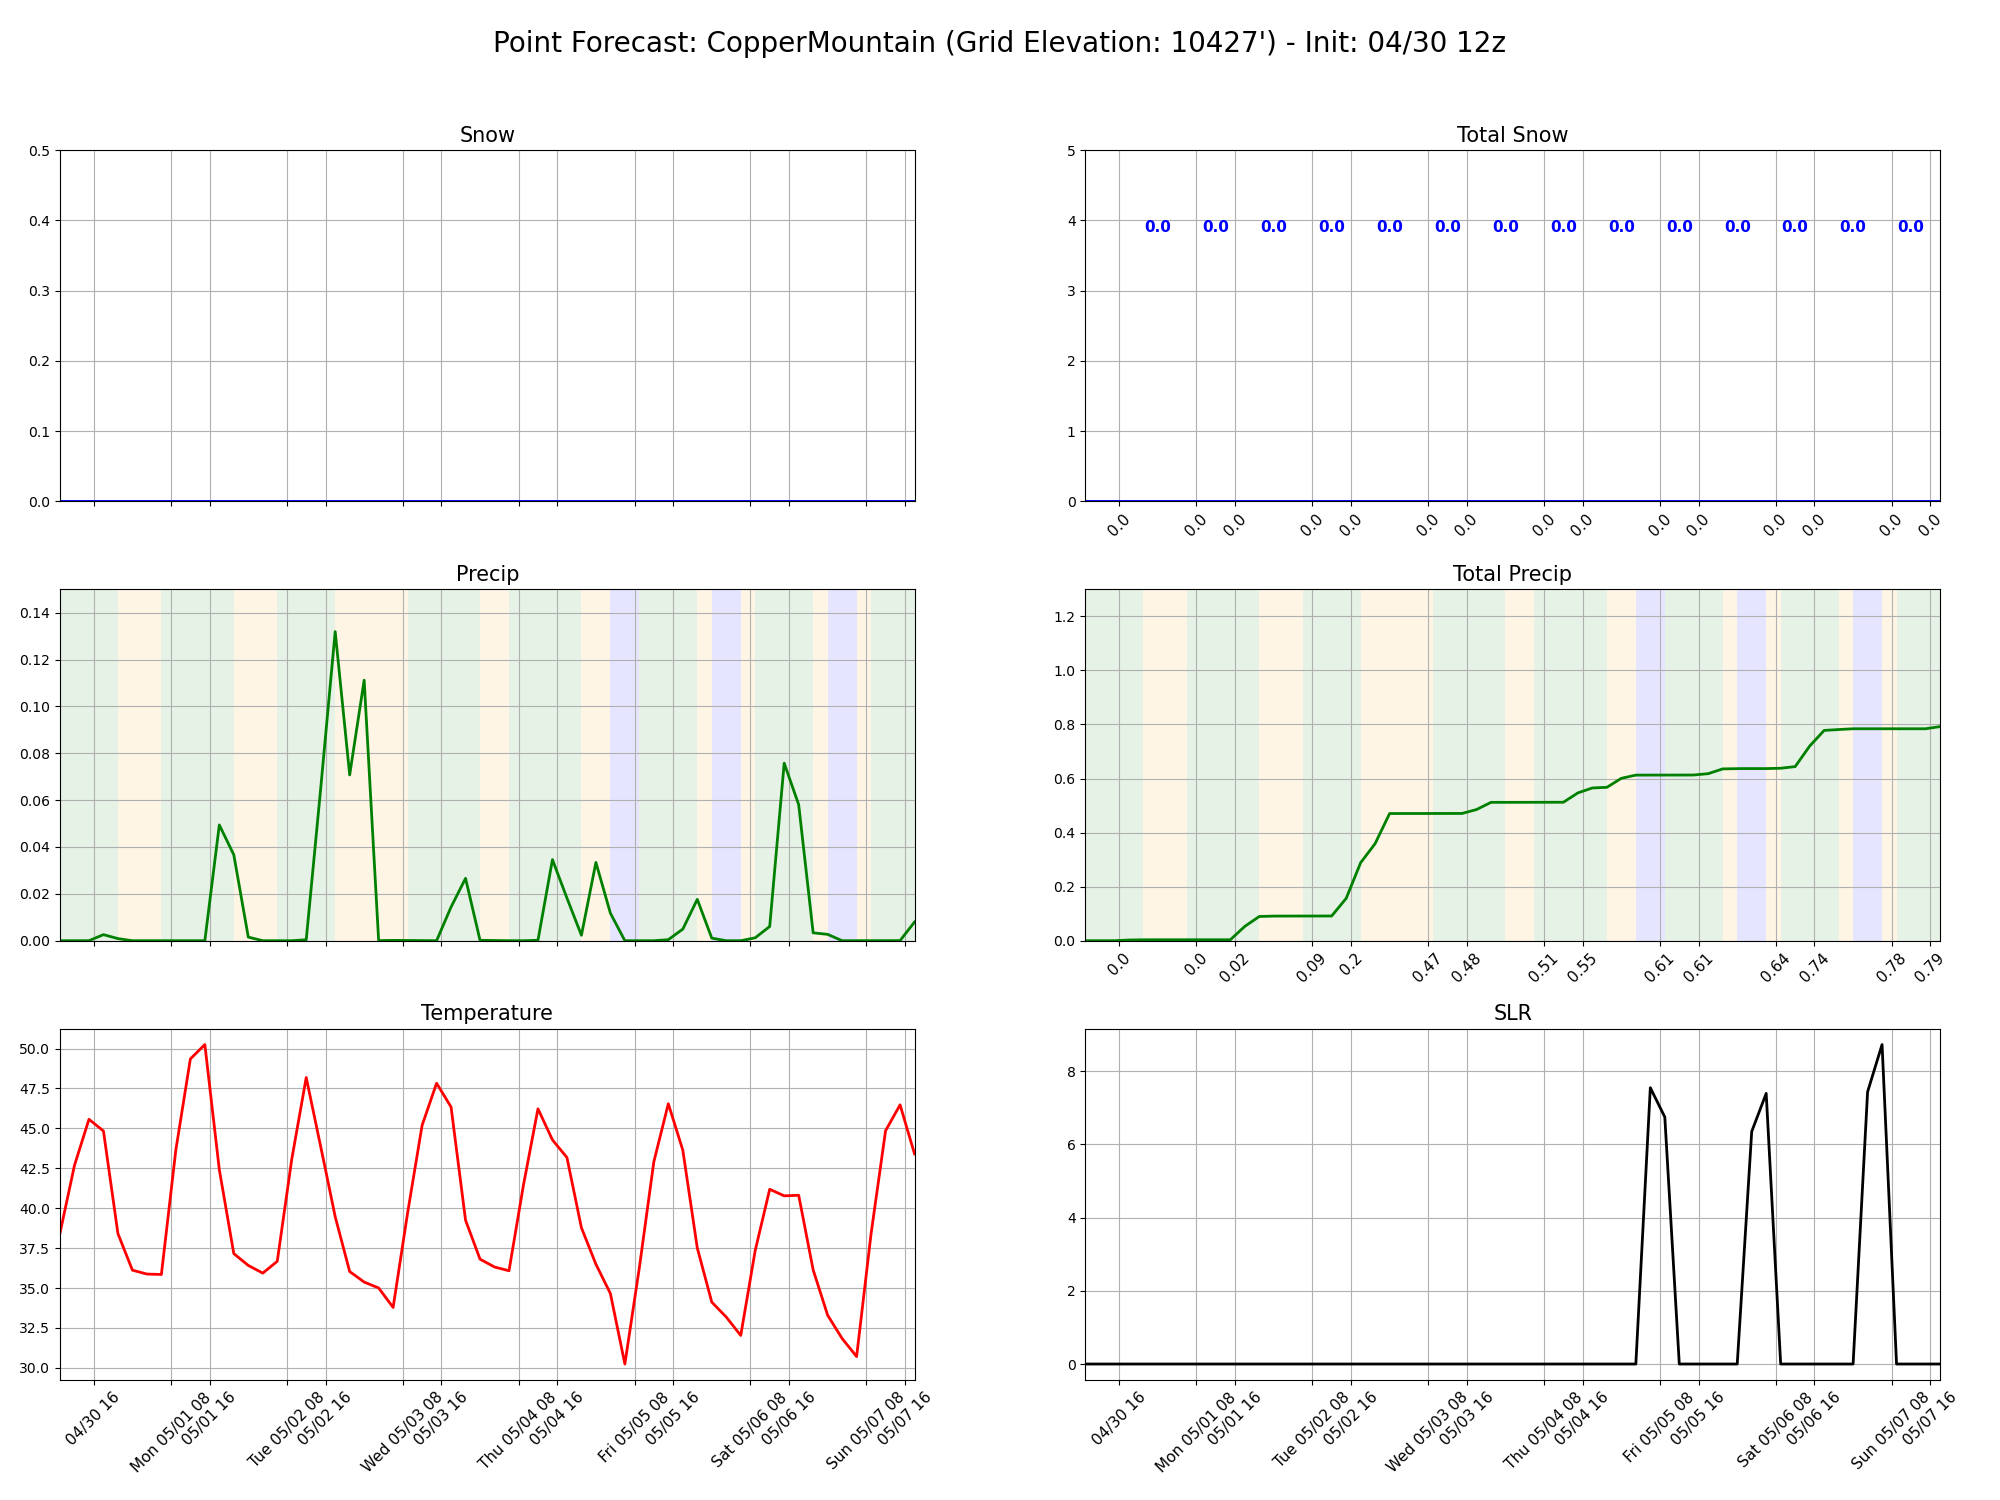 Point Forecast: CopperMountain (Grid Elevation: 10427') - Init: 04/30 12z
Snow
0.5
0.4
0.3
0.2
0.1
0.0
Total Snow
5
4
3
2
1
0
0.0 0.0 0.0 0.0 0.0 0.0 0.0 0.0 0.0 0.0 0.0 0.0 0.0 0.0
0.0 0.0 0.0 0.0 0.0 0.0 0.0 0.0 0.0 0.0 0.0 0.0 0.0 0.0 0.0
Precip
0.14
0.12
0.10
0.08
0.06
0.04
0.02
0.00
Total Precip
1.2
1.0
0.8
0.6
0.4
0.2
0.0
0.0 0.0 0.02 0.09 0.2 0.47 0.48 0.51 0.55 0.61 0.61 0.64 0.74 0.78 0.79
Temperature
50.0
47.5
45.0
42.5
40.0
37.5
35.0
32.5
30.0
04/30 16
Mon 05/01 08
05/01 16
Tue 05/02 08
05/02 16
Wed 05/03 08
05/03 16
Thu 05/04 08
05/04 16
Fri 05/05 08
05/05 16
Sat 05/06 08
05/06 16
Sun 05/07 08
05/07 16
SLR
8
6
4
2
0
04/30 16
Mon 05/01 08
05/01 16
Tue 05/02 08
05/02 16
Wed 05/03 08
05/03 16
Thu 05/04 08
05/04 16
Fri 05/05 08
05/05 16
Sat 05/06 08
05/06 16
Sun 05/07 08
05/07 16